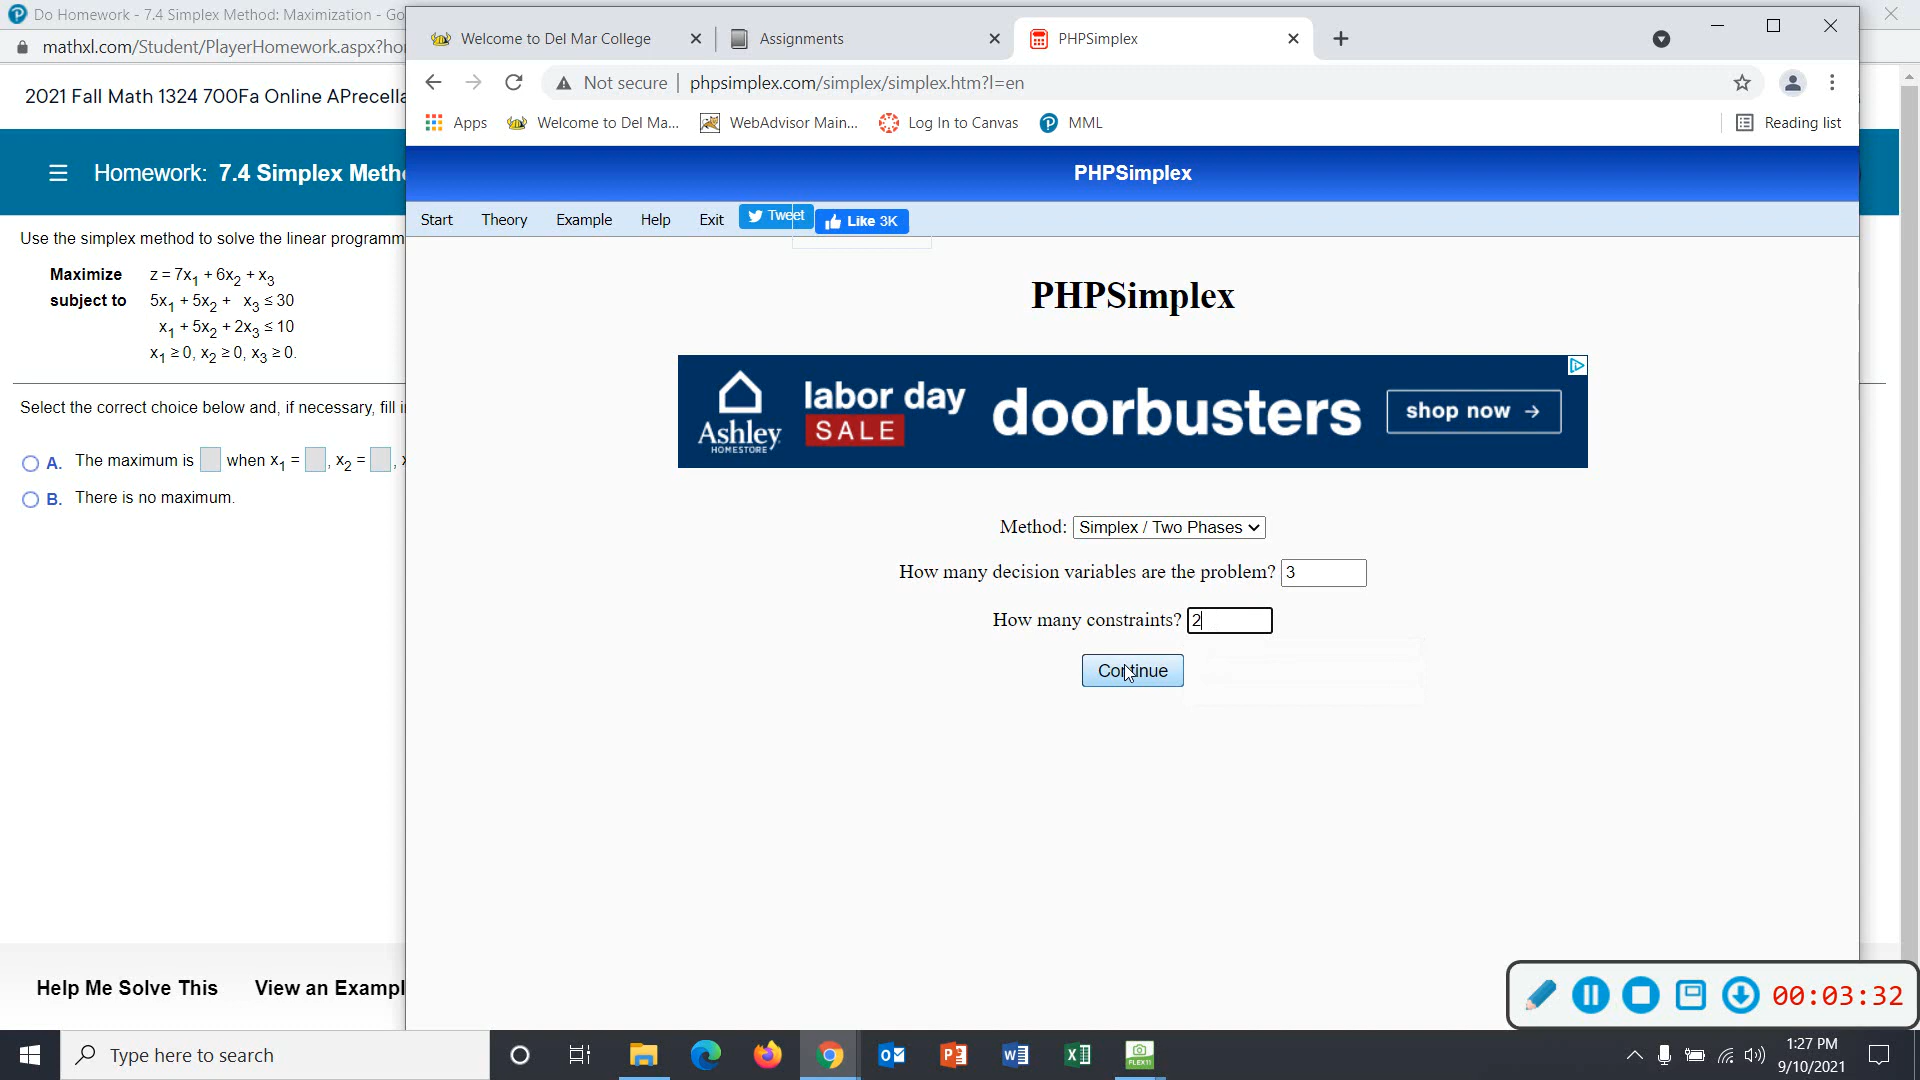 Do Homework - 7.4 Simplex Method: Maximization - Go
mathxl.com/Student/PlayerHomework.aspx?ho
2021 Fall Math 1324 700Fa Online APrecella
Homework: 7.4 Simplex Meth
Use the simplex method to solve the linear programm
Maximize z = 7x1 + 6x2 + x3
subject to 5x1 + 5x2 + x3 ≤ 30
x1 + 5x2 + 2x3 ≤ 10
x1 ≥ 0, x2 ≥ 0, x3 ≥ 0.
Select the correct choice below and, if necessary, fill i
A. The maximum is when x1 = , x2 = ,
B. There is no maximum.
Help Me Solve This View an Exampl
Welcome to Del Mar College
Assignments
PHPSimplex
Not secure | phpsimplex.com/simplex/simplex.htm?l=en
Apps Welcome to Del Ma... WebAdvisor Main... Log In to Canvas MML Reading list
PHPSimplex
Start Theory Example Help Exit Tweet Like 3K
PHPSimplex
Ashley
HOMESTORE
labor day
SALE
doorbusters
shop now →
Method: Simplex / Two Phases
How many decision variables are the problem? 3
How many constraints? 2
Continue
00:03:32
Type here to search
FLEX11
1:27 PM
9/10/2021